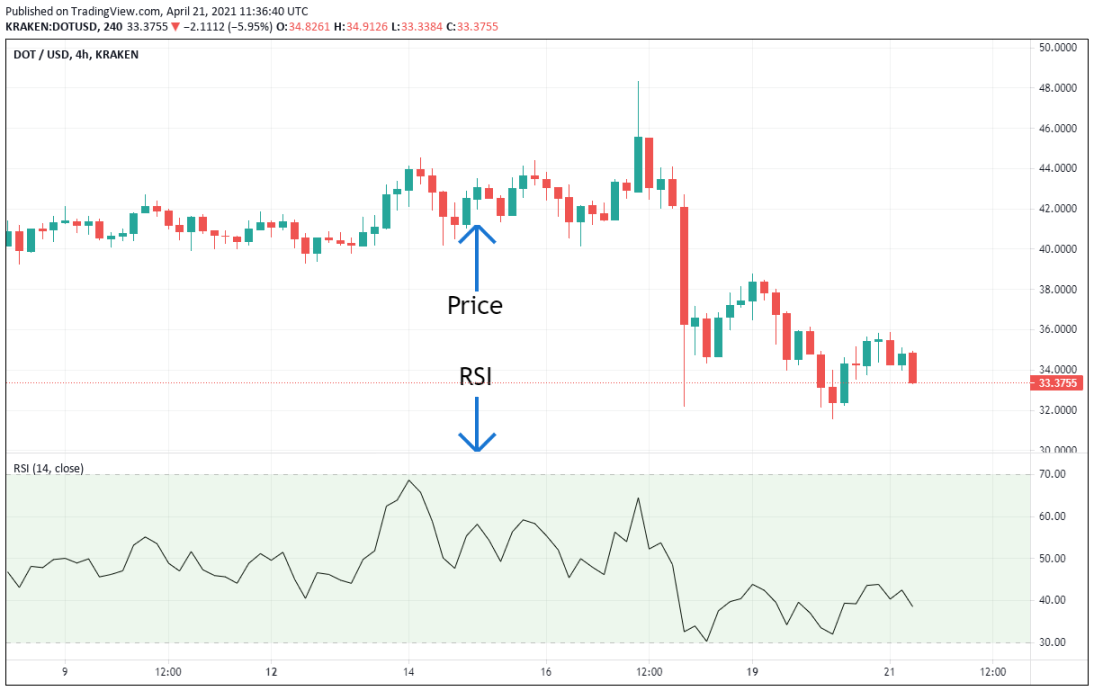 Published on TradingView.com, April 21, 2021 11:36:40 UTC
KRAKEN:DOTUSD, 240 33.3755 ▼ −2.1112 (−5.95%) O:34.8261 H:34.9126 L:33.3384 C:33.3755
DOT / USD, 4h, KRAKEN
50.0000
48.0000
46.0000
44.0000
42.0000
40.0000
38.0000
Price
36.0000
RSI
34.0000
33.3755
32.0000
30.0000
RSI (14, close)
70.00
60.00
50.00
40.00
30.00
9 12:00 12 14 16 12:00 19 21 12:00